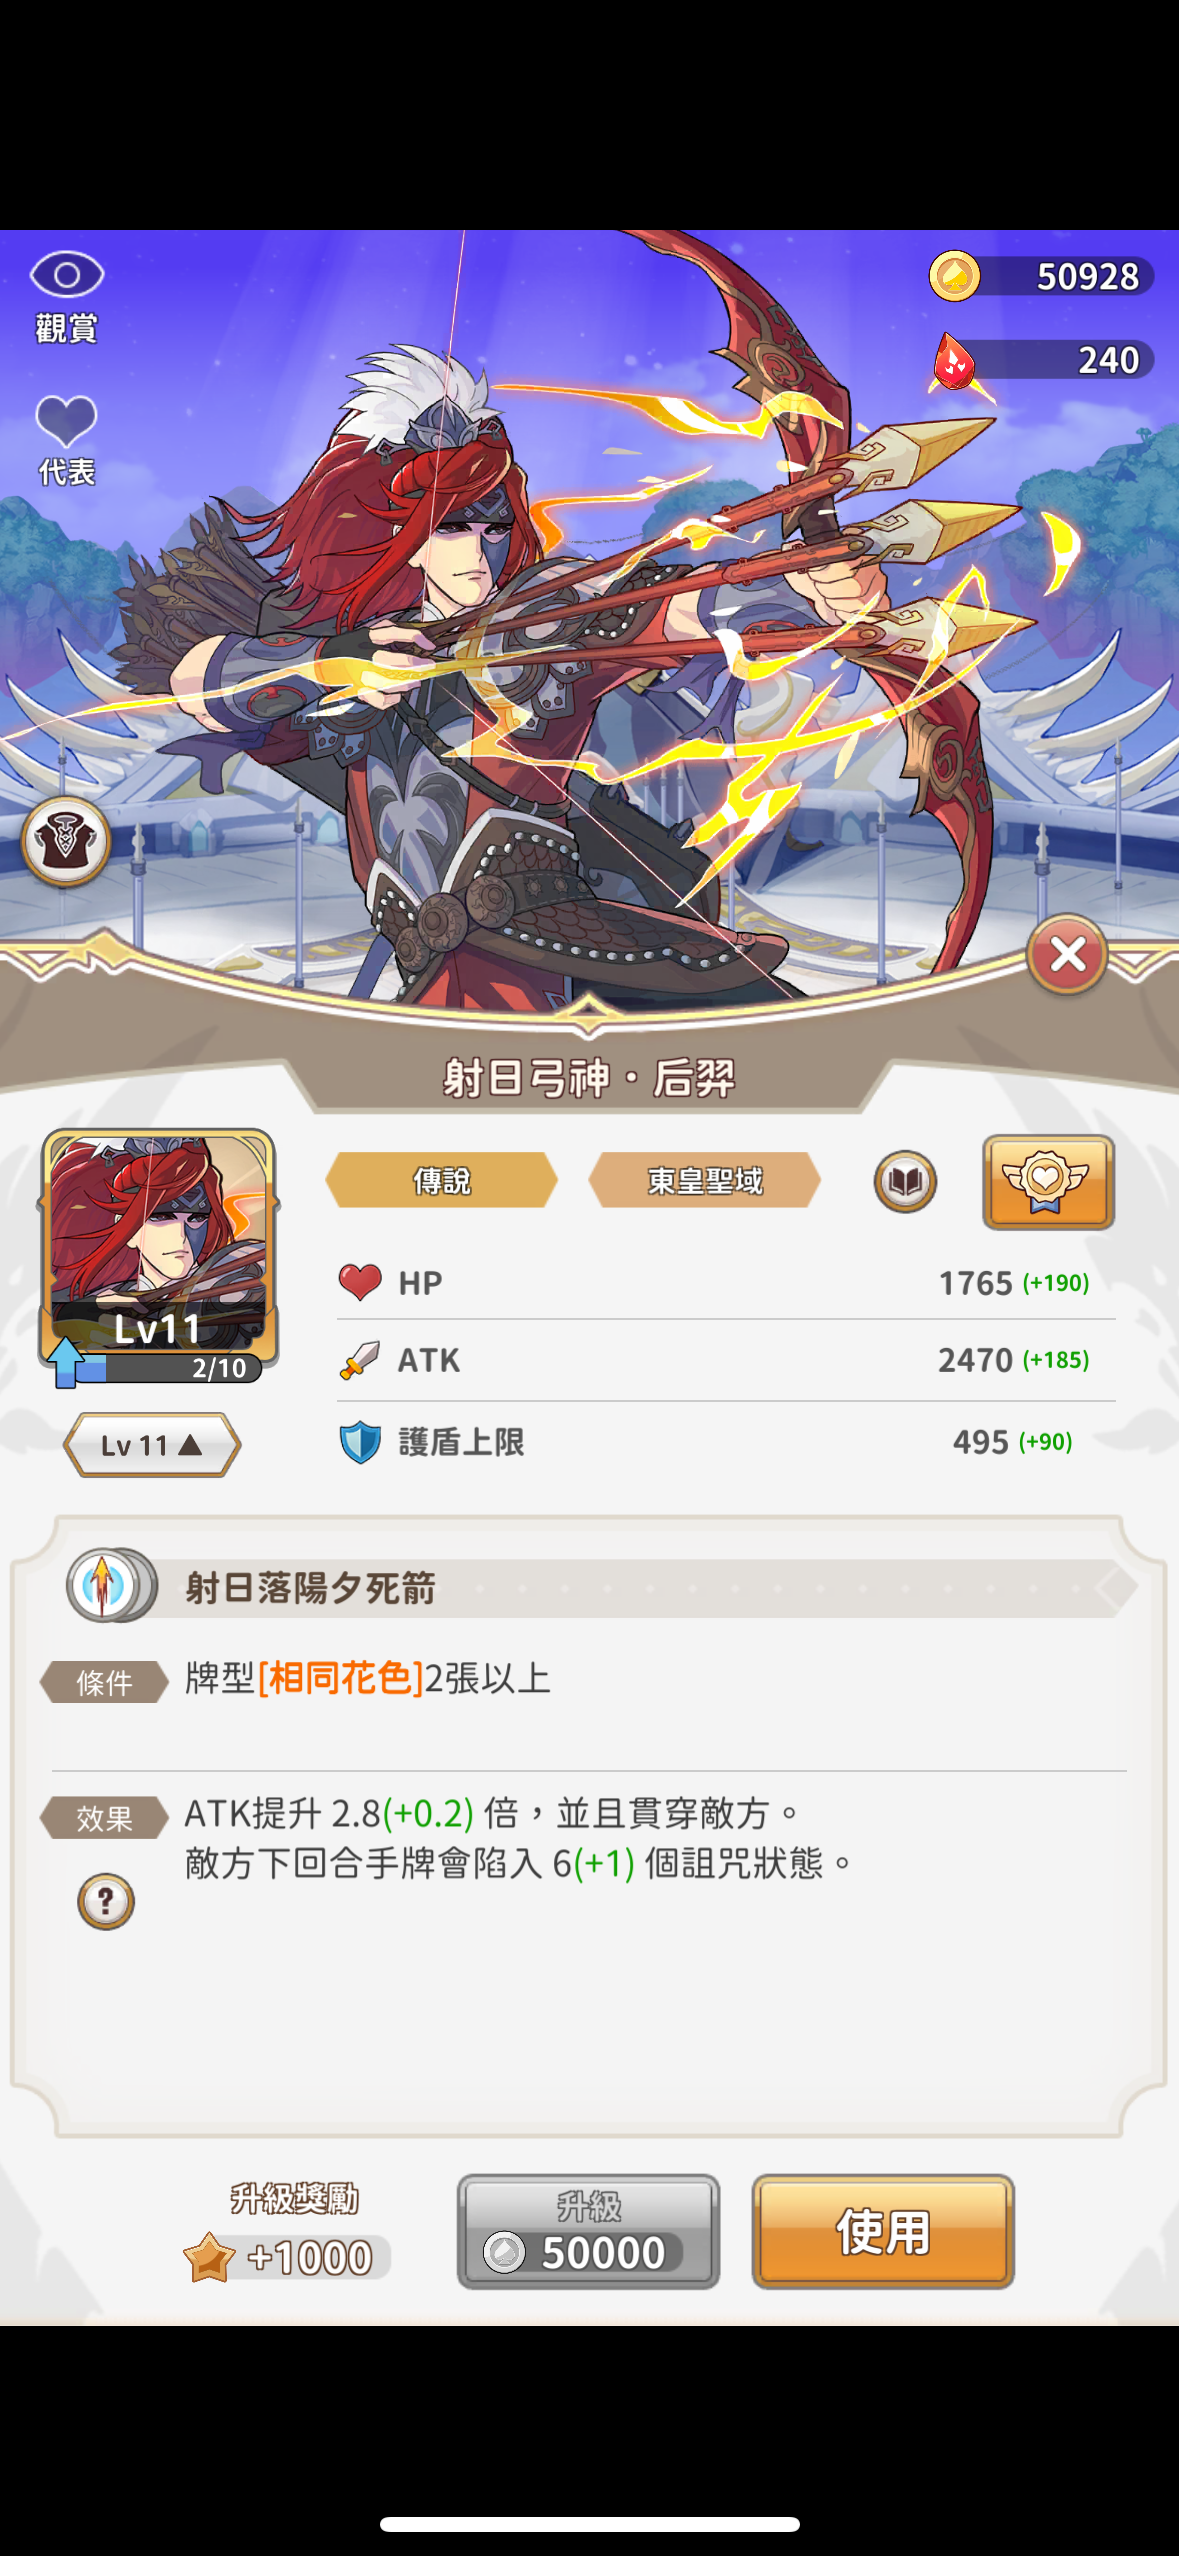 觀賞
50928
240
代表
射日弓神・后羿
傳說
東皇聖域
HP
1765 (+190)
Lv11
2/10
ATK
2470 (+185)
Lv 11 ▲
護盾上限
495 (+90)
射日落陽夕死箭
條件
牌型[相同花色]2張以上
效果
ATK提升 2.8(+0.2) 倍，並且貫穿敵方。
敵方下回合手牌會陷入 6(+1) 個詛咒狀態。
?
升級獎勵
+1000
升級
50000
使用